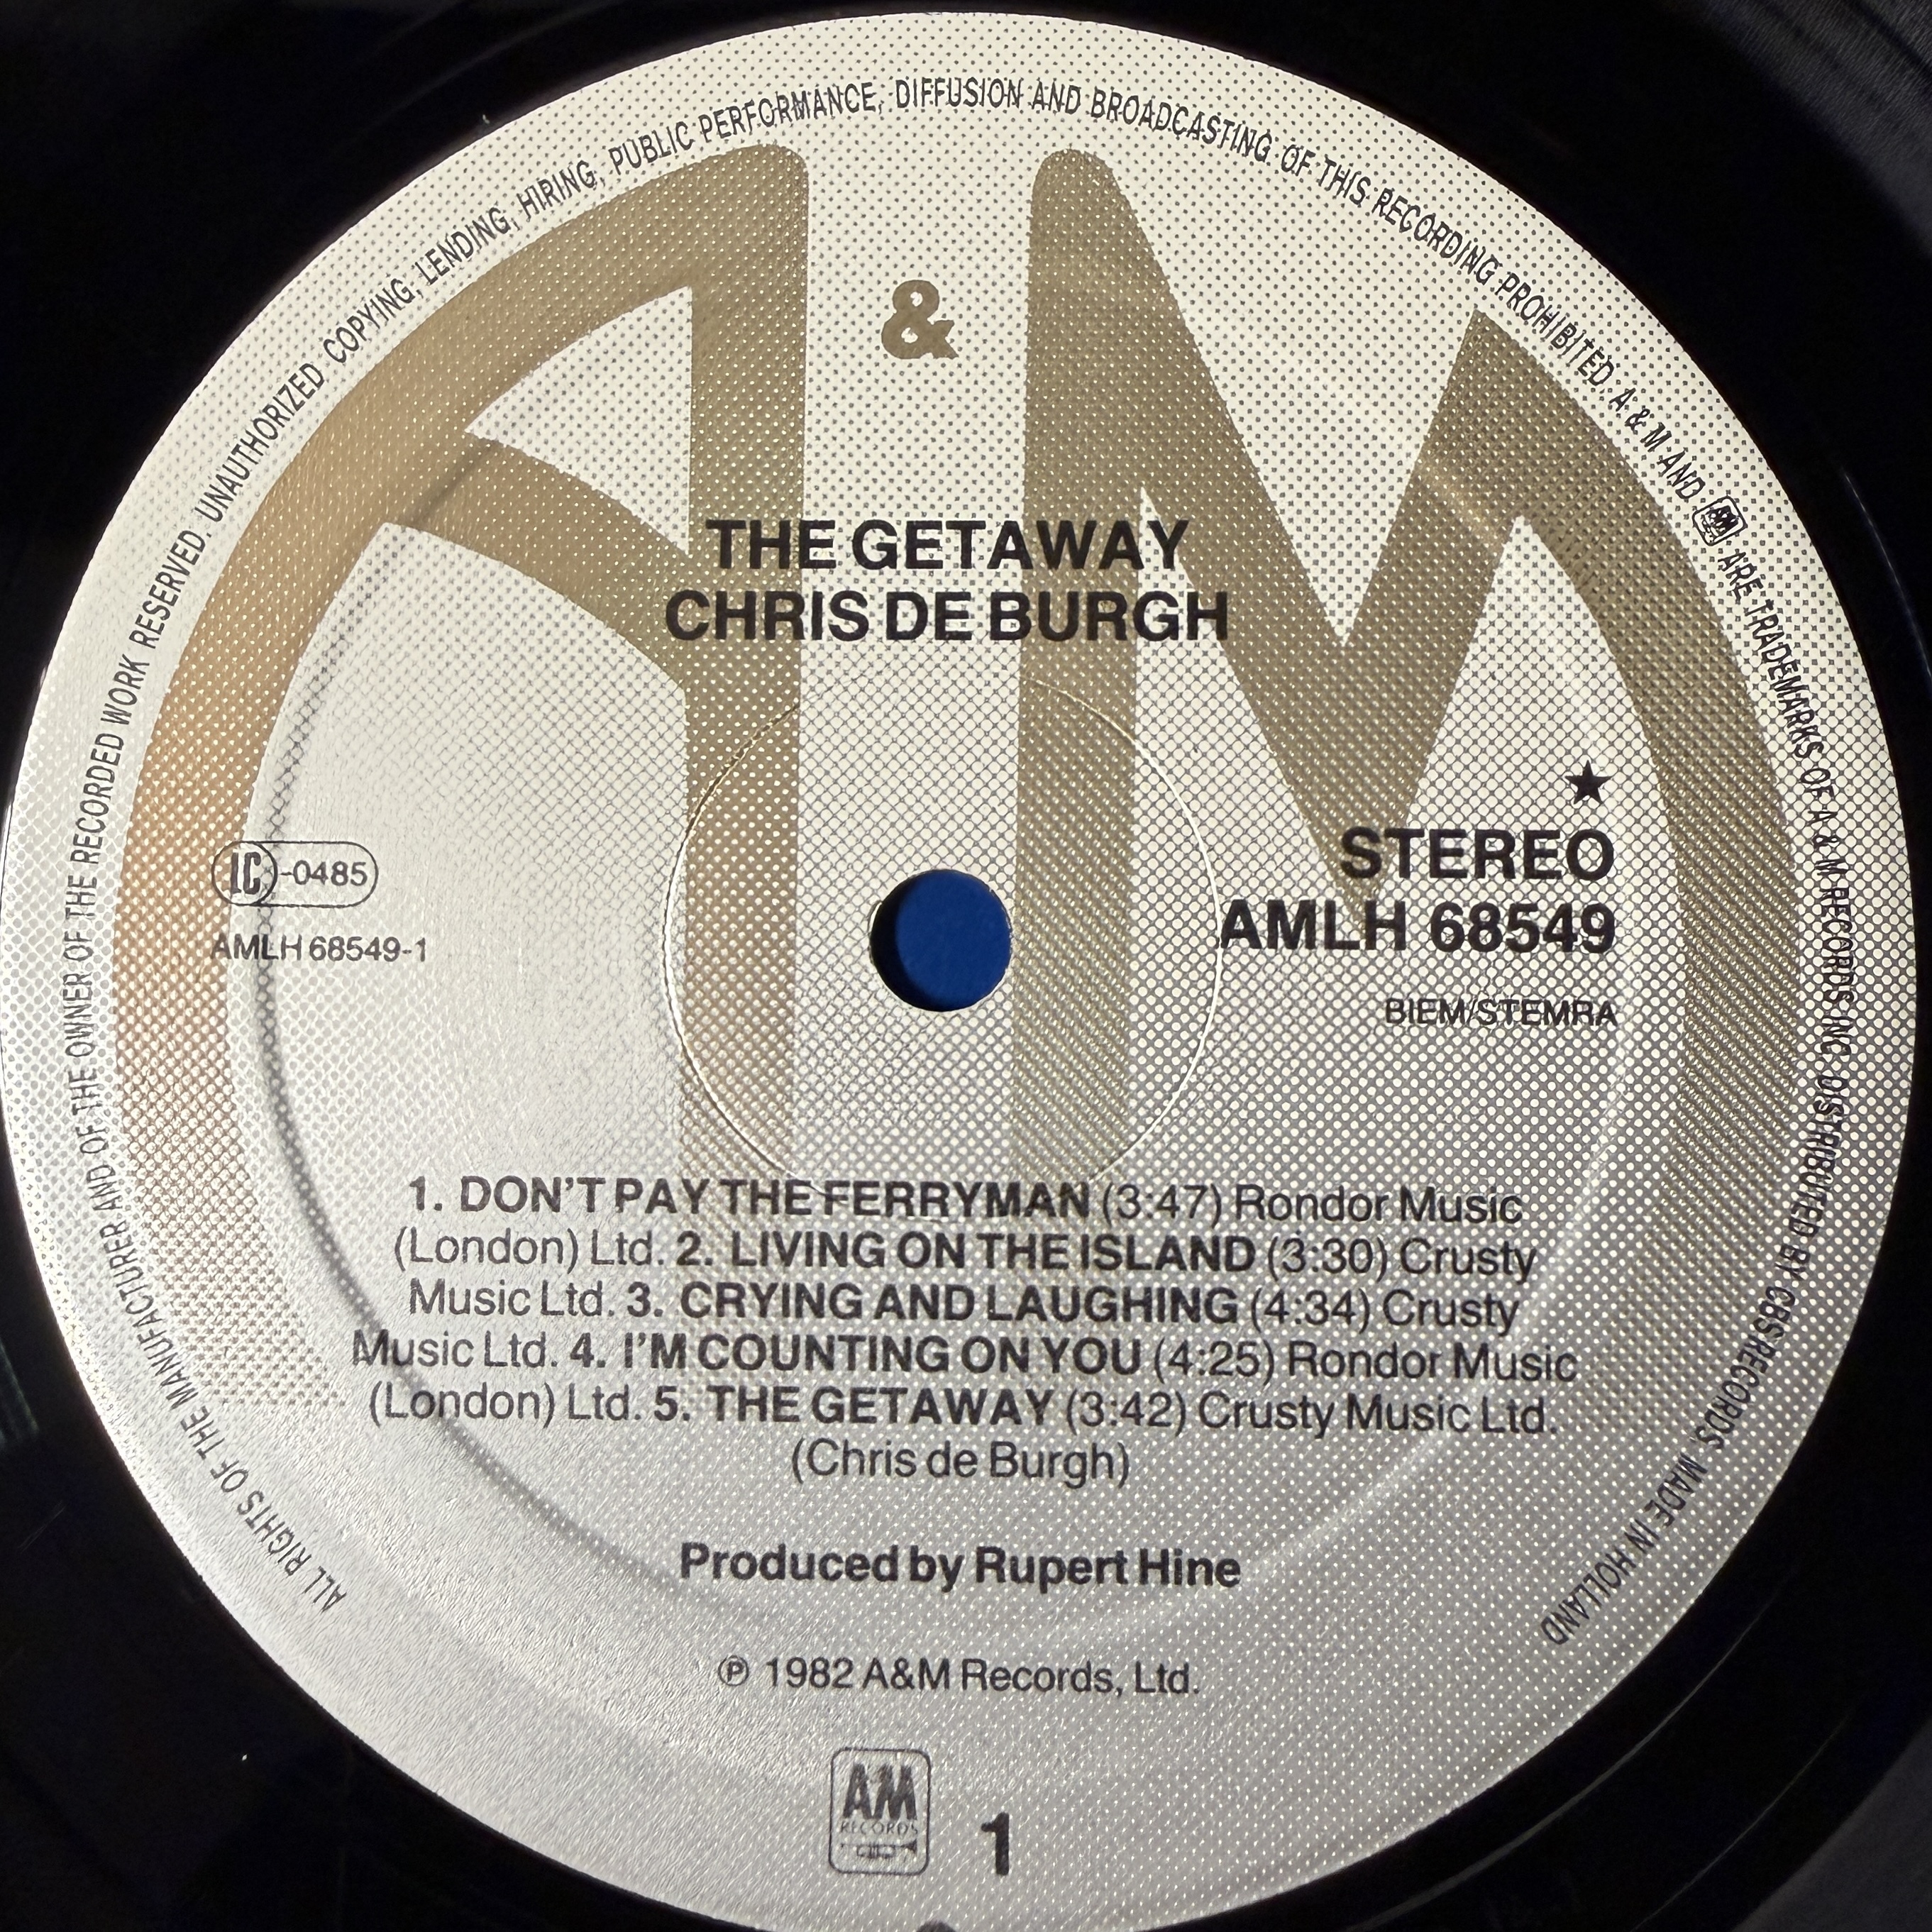 ALL RIGHTS OF THE MANUFACTURER AND OF THE OWNER OF THE RECORDED WORK RESERVED. UNAUTHORIZED COPYING, LENDING, HIRING, PUBLIC PERFORMANCE, DIFFUSION AND BROADCASTING OF THIS RECORDING PROHIBITED. A & M AND AM ARE TRADEMARKS OF A & M RECORDS INC. DISTRIBUTED BY CBS RECORDS. MADE IN HOLLAND
A & M
THE GETAWAY
CHRIS DE BURGH
★
STEREO
LC-0485
AMLH 68549
AMLH 68549-1
BIEM/STEMRA
1. DON'T PAY THE FERRYMAN (3:47) Rondor Music
(London) Ltd. 2. LIVING ON THE ISLAND (3:30) Crusty
Music Ltd. 3. CRYING AND LAUGHING (4:34) Crusty
Music Ltd. 4. I'M COUNTING ON YOU (4:25) Rondor Music
(London) Ltd. 5. THE GETAWAY (3:42) Crusty Music Ltd.
(Chris de Burgh)
Produced by Rupert Hine
℗ 1982 A&M Records, Ltd.
AM
RECORDS
1